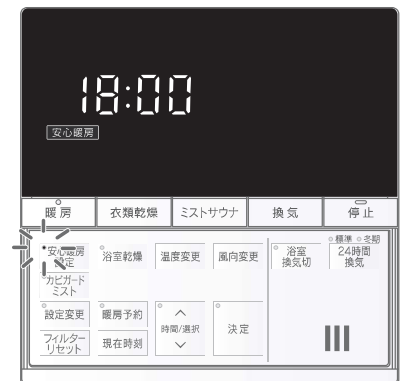 18:00
安心暖房
暖房 衣類乾燥 ミストサウナ 換気 停止
標準 冬期
安心暖房 設定
浴室乾燥
温度変更
風向変更
浴室 換気切
24時間 換気
カビガード ミスト
設定変更
暖房予約
時間/選択
決定
フィルター リセット
現在時刻